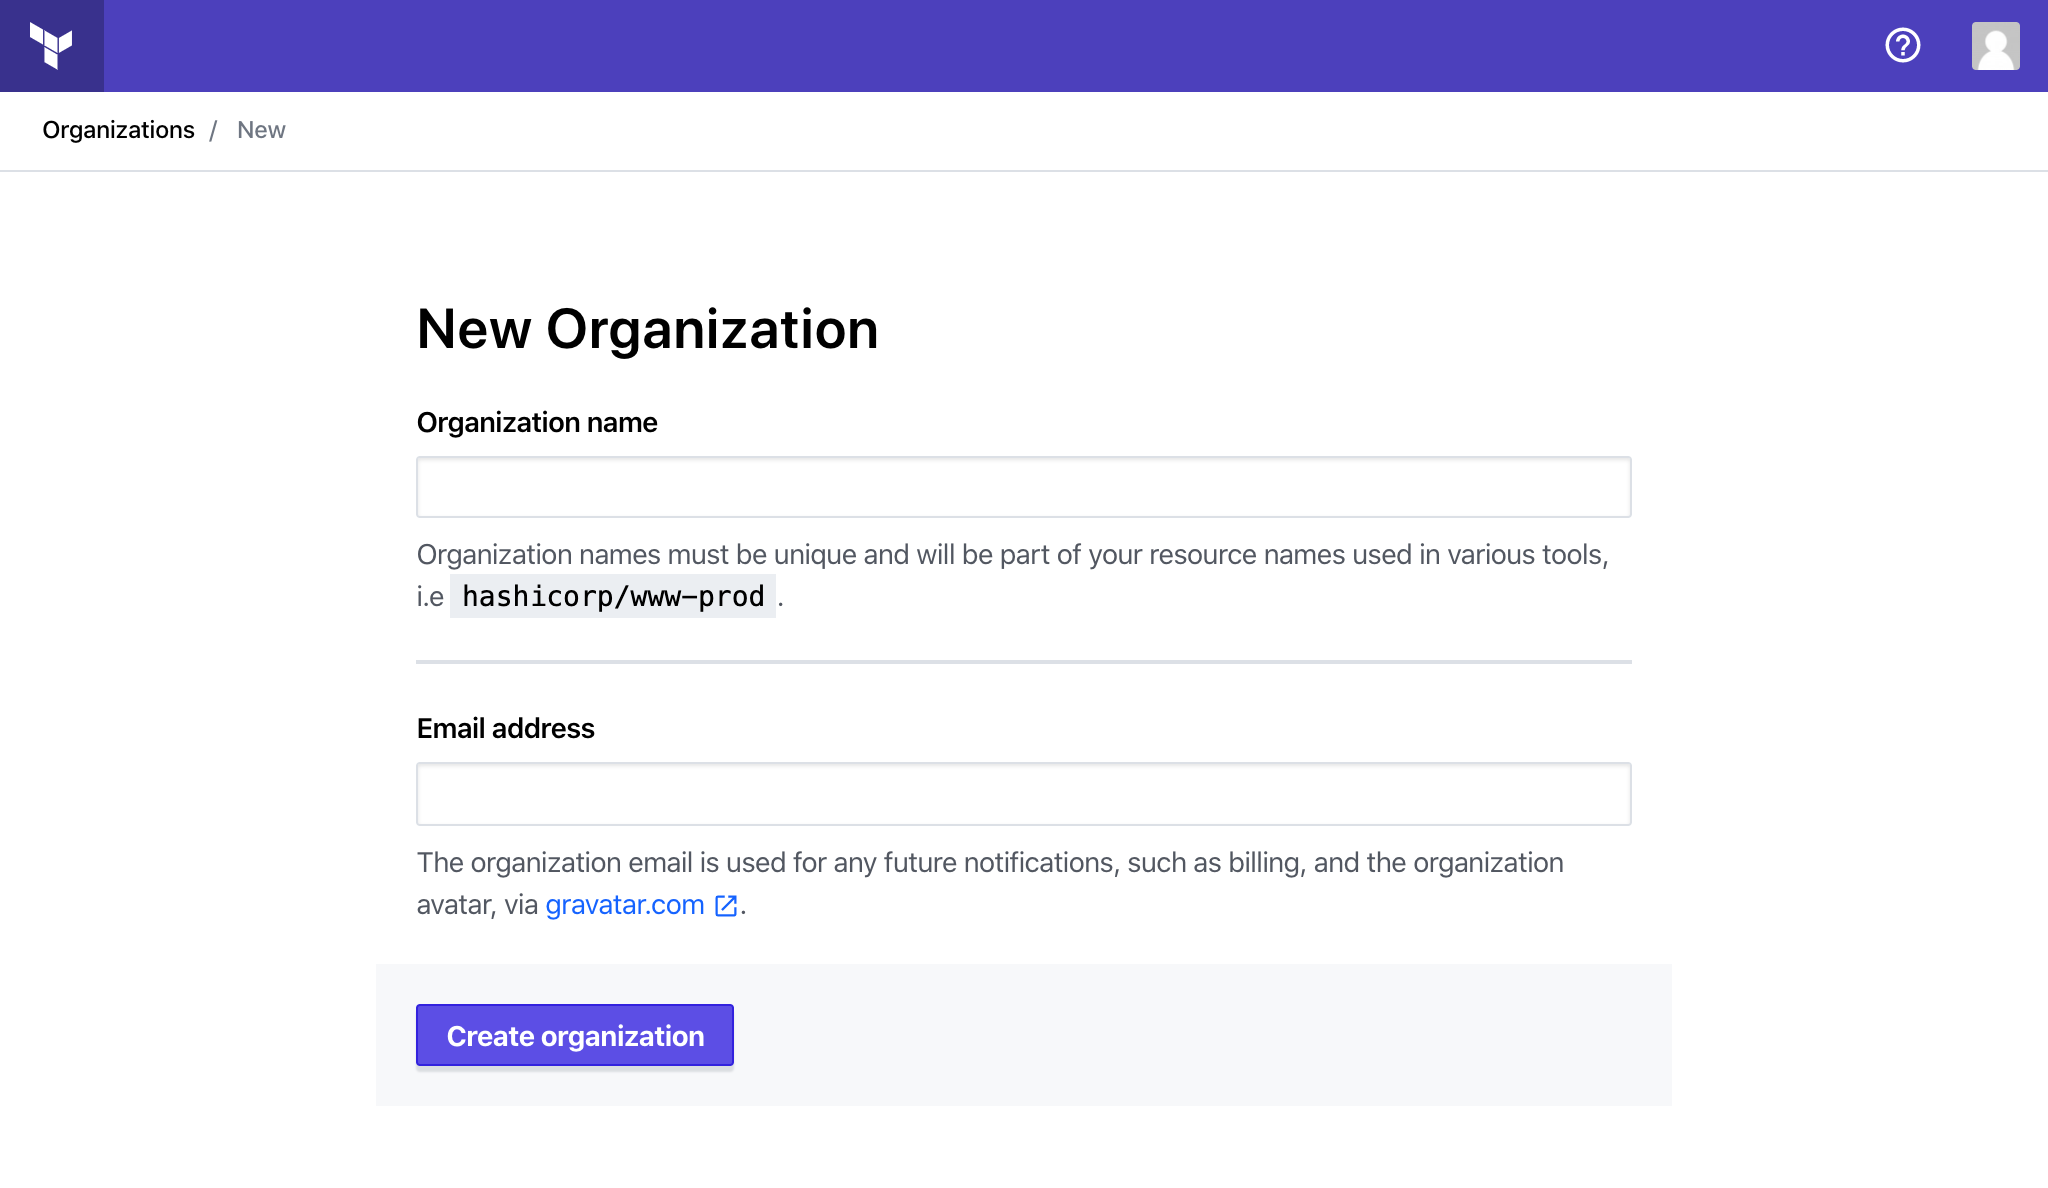 Organizations / New
New Organization
Organization name
Organization names must be unique and will be part of your resource names used in various tools,
i.e hashicorp/www-prod .
Email address
The organization email is used for any future notifications, such as billing, and the organization
avatar, via gravatar.com .
Create organization